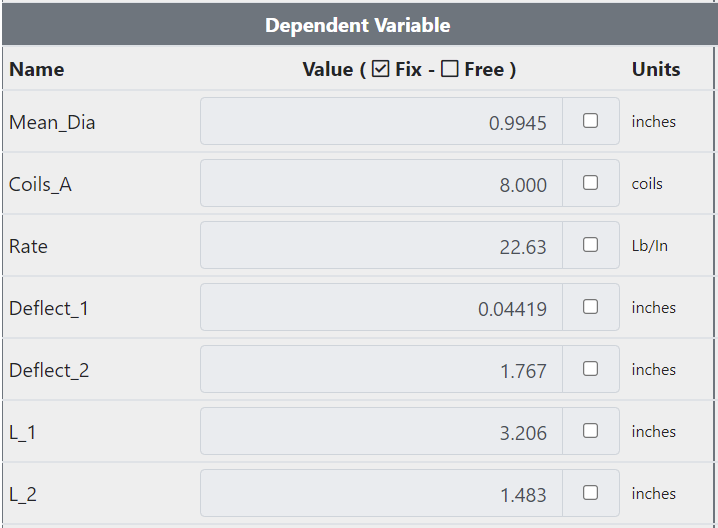 Dependent Variable
Name Value ( ☑ Fix - ☐ Free ) Units
Mean_Dia 0.9945 ☐ inches
Coils_A 8.000 ☐ coils
Rate 22.63 ☐ Lb/In
Deflect_1 0.04419 ☐ inches
Deflect_2 1.767 ☐ inches
L_1 3.206 ☐ inches
L_2 1.483 ☐ inches